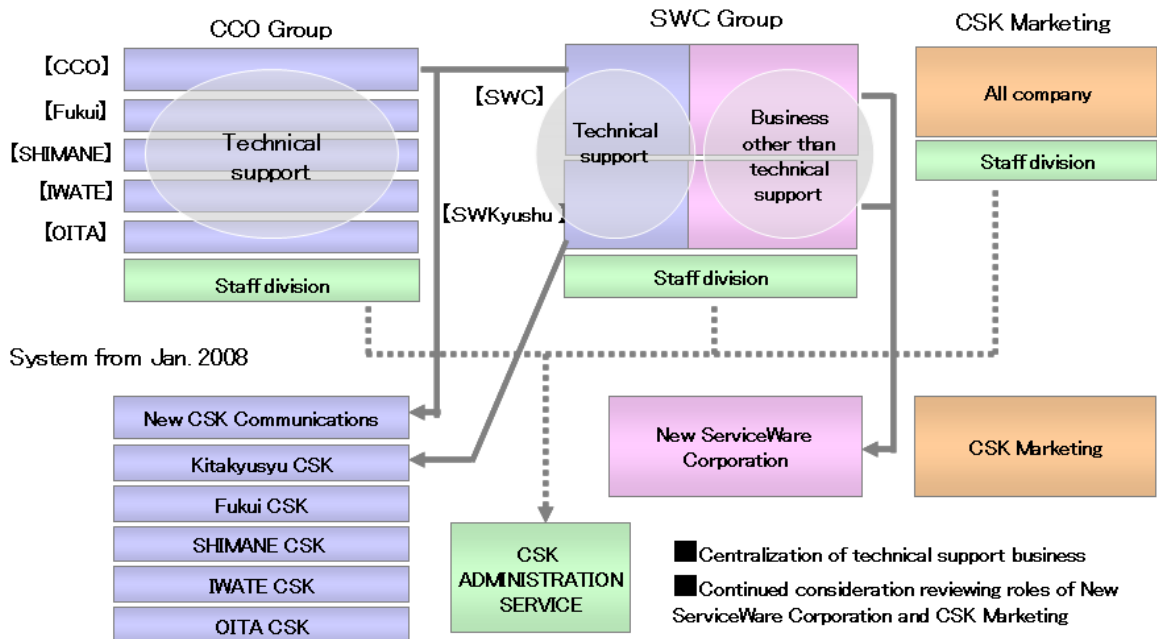 CCO Group
SWC Group
CSK Marketing
【CCO】
【Fukui】
【SHIMANE】
【IWATE】
【OITA】
Technical
support
Staff division
【SWC】
【SWKyushu】
Technical
support
Business
other than
technical
support
Staff division
All company
Staff division
System from Jan. 2008
New CSK Communications
Kitakyusyu CSK
Fukui CSK
SHIMANE CSK
IWATE CSK
OITA CSK
CSK
ADMINISTRATION
SERVICE
New ServiceWare
Corporation
CSK Marketing
■Centralization of technical support business
■Continued consideration reviewing roles of New
ServiceWare Corporation and CSK Marketing